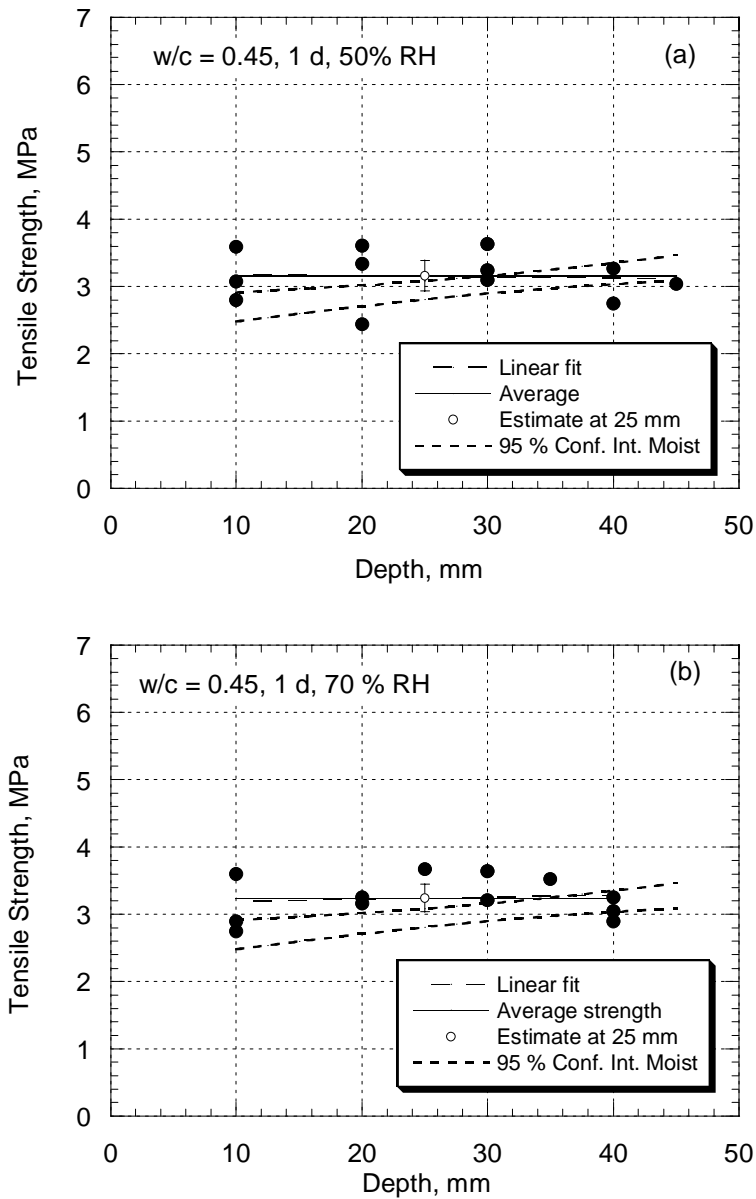 7
w/c = 0.45, 1 d, 50% RH
(a)
6
5
4
3
2
1
0
Tensile Strength, MPa
Linear fit
Average
Estimate at 25 mm
95 % Conf. Int. Moist
0 10 20 30 40 50
Depth, mm
7
w/c = 0.45, 1 d, 70 % RH
(b)
6
5
4
3
2
1
0
Tensile Strength, MPa
Linear fit
Average strength
Estimate at 25 mm
95 % Conf. Int. Moist
0 10 20 30 40 50
Depth, mm